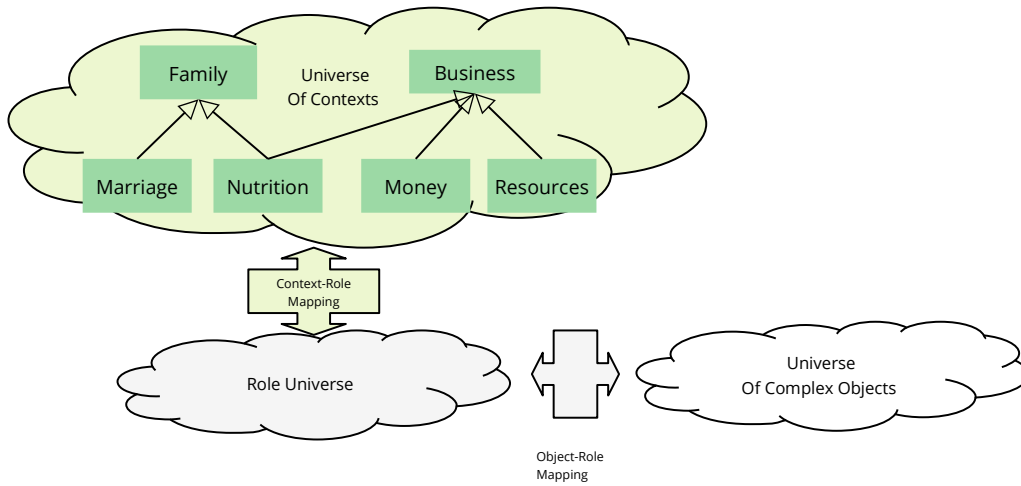 Family
Universe
Of Contexts
Business
Marriage
Nutrition
Money
Resources
Context-Role
Mapping
Role Universe
Universe
Of Complex Objects
Object-Role
Mapping